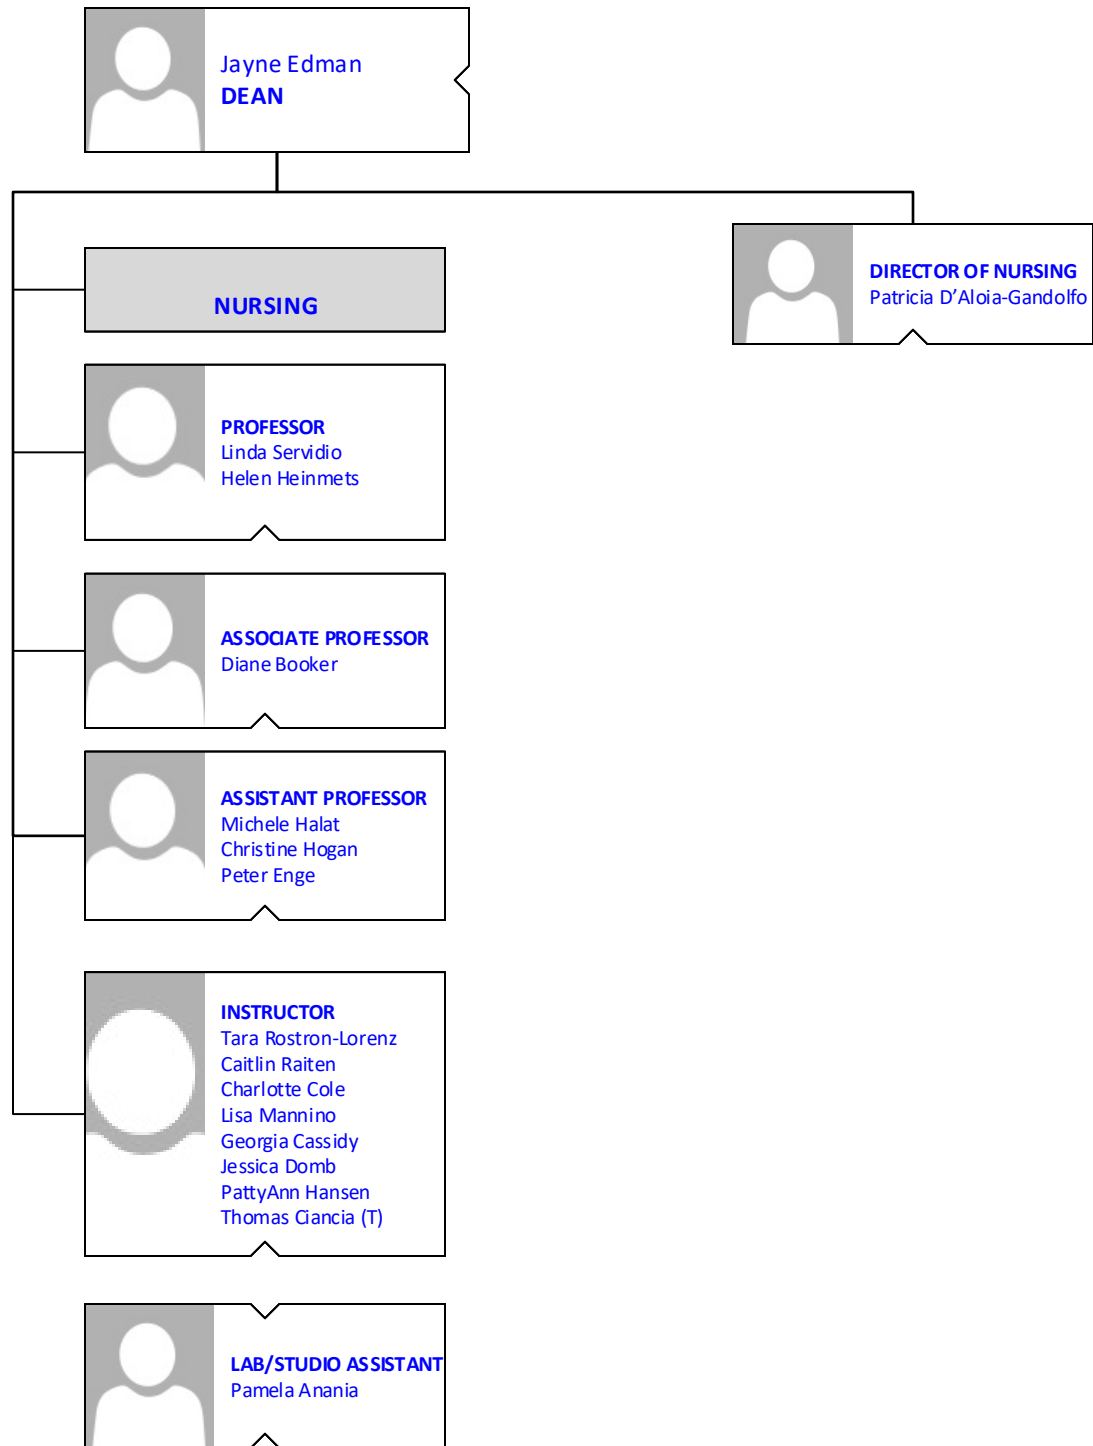 Jayne Edman
DEAN
DIRECTOR OF NURSING
Patricia D’Aloia-Gandolfo
NURSING
PROFESSOR
Linda Servidio
Helen Heinmets
ASSOCIATE PROFESSOR
Diane Booker
ASSISTANT PROFESSOR
Michele Halat
Christine Hogan
Peter Enge
INSTRUCTOR
Tara Rostron-Lorenz
Caitlin Raiten
Charlotte Cole
Lisa Mannino
Georgia Cassidy
Jessica Domb
PattyAnn Hansen
Thomas Ciancia (T)
LAB/STUDIO ASSISTANT
Pamela Anania